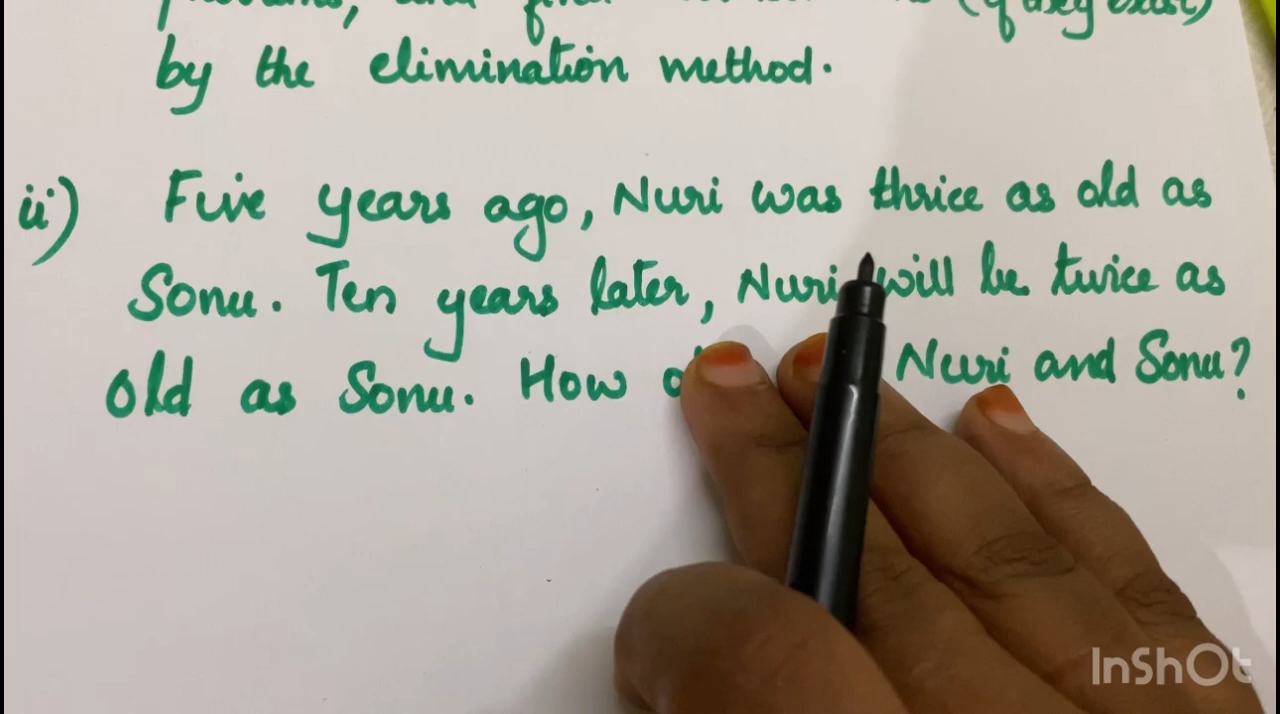 by the elimination method.
ii) Five years ago, Nuri was thrice as old as
Sonu. Ten years later, Nuri will be twice as
old as Sonu. How Nuri and Sonu?
InShOt